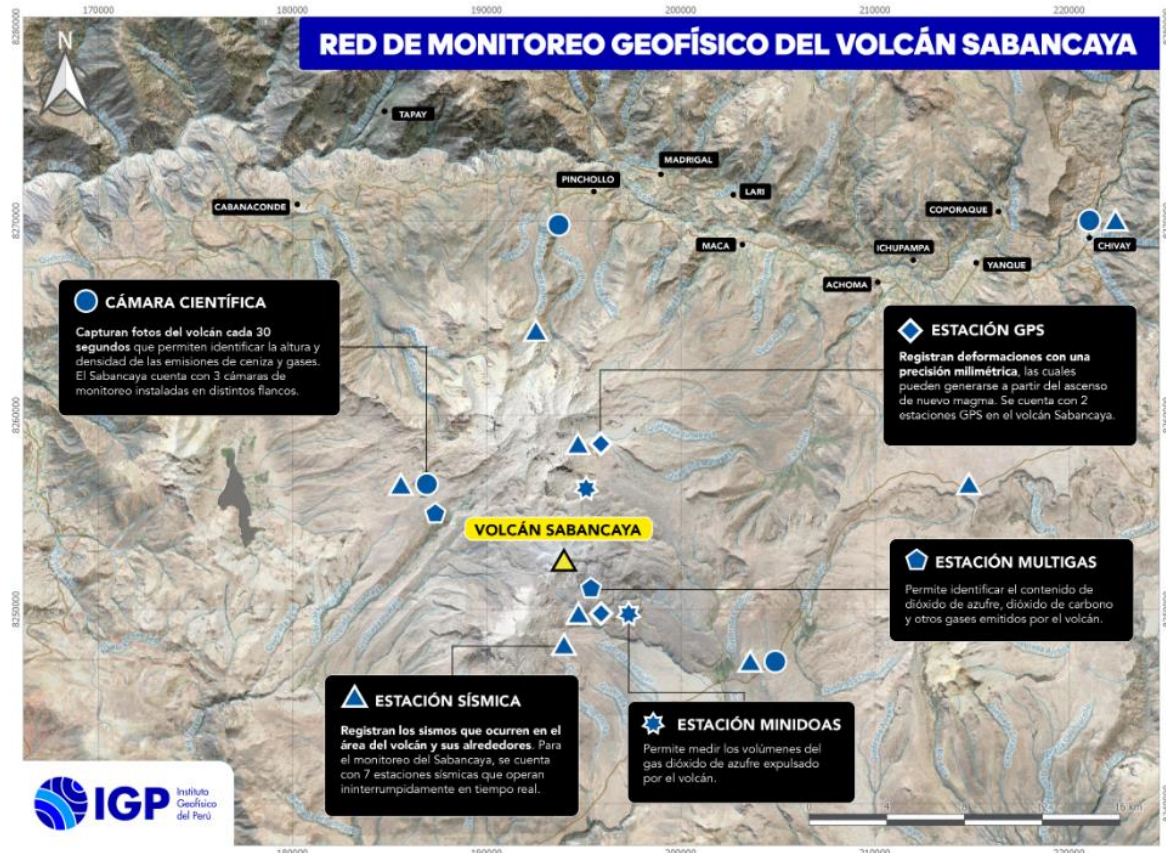 170000 180000 190000 200000 210000 220000
8280000
N
RED DE MONITOREO GEOFÍSICO DEL VOLCÁN SABANCAYA
TAPAY
MADRIGAL
PINCHOLLO
LARI
CABANACONDE
COPORAQUE
8270000
MACA
ICHUPAMPA
CHIVAY
YANQUE
ACHOMA
CÁMARA CIENTÍFICA
Capturan fotos del volcán cada 30
segundos que permiten identificar la altura y
densidad de las emisiones de ceniza y gases.
El Sabancaya cuenta con 3 cámaras de
monitoreo instaladas en distintos flancos.
ESTACIÓN GPS
Registran deformaciones con una
precisión milimétrica, las cuales
pueden generarse a partir del ascenso
de nuevo magma. Se cuenta con 2
estaciones GPS en el volcán Sabancaya.
8260000
VOLCÁN SABANCAYA
ESTACIÓN MULTIGAS
Permite identificar el contenido de
dióxido de azufre, dióxido de carbono
y otros gases emitidos por el volcán.
8250000
ESTACIÓN SÍSMICA
Registran los sismos que ocurren en el
área del volcán y sus alrededores. Para
el monitoreo del Sabancaya, se cuenta
con 7 estaciones sísmicas que operan
ininterrumpidamente en tiempo real.
ESTACIÓN MINIDOAS
Permite medir los volúmenes del
gas dióxido de azufre expulsado
por el volcán.
IGP
Instituto
Geofísico
del Perú
0 4 8 12 16 km
180000 190000 200000 210000 220000